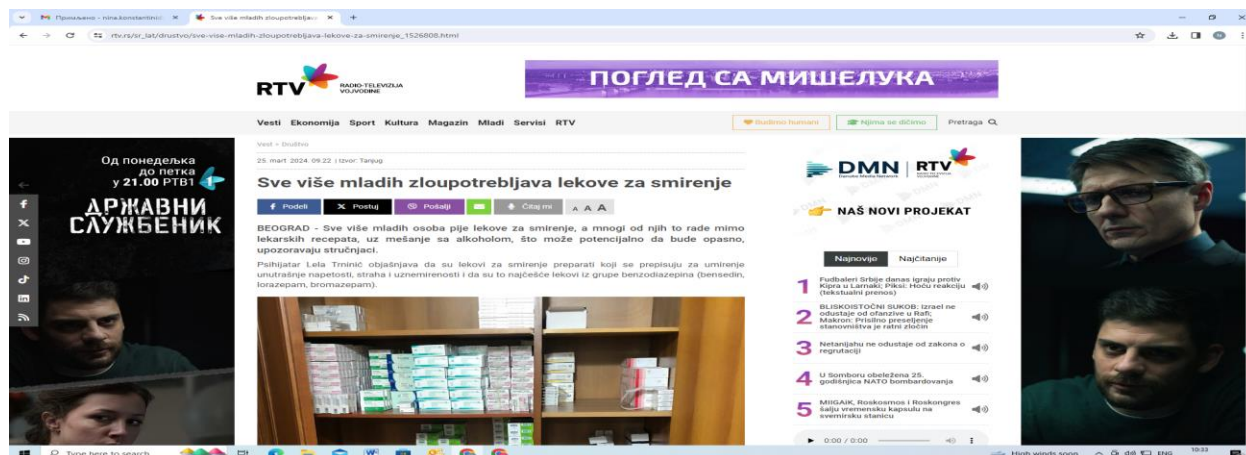 Примљено - nina.konstantinić
Sve više mladih zloupotrebljava
rtv.rs/sr_lat/drustvo/sve-vise-mladih-zloupotrebljava-lekove-za-smirenje_1526808.html
RTV RADIO-TELEVIZIJA VOJVODINE
ПОГЛЕД СА МИШЕЛУКА
Vesti Ekonomija Sport Kultura Magazin Mladi Servisi RTV
Budimo humani
Njima se dičimo
Pretraga
Vesti > Društvo
25. mart 2024. 09:22 | Izvor: Tanjug
Sve više mladih zloupotrebljava lekove za smirenje
Podeli
Postuj
Pošalji
Čitaj mi
A A A
BEOGRAD - Sve više mladih osoba pije lekove za smirenje, a mnogi od njih to rade mimo
lekarskih recepata, uz mešanje sa alkoholom, što može potencijalno da bude opasno,
upozoravaju stručnjaci.
Psihijatar Lela Trninić objašnjava da su lekovi za smirenje preparati koji se prepisuju za umirenje
unutrašnje napetosti, straha i uznemirenosti i da su to najčešće lekovi iz grupe benzodiazepina (bensedin,
lorazepam, bromazepam).
Од понедељка
до петка
у 21.00 РТВ1
ДРЖАВНИ
СЛУЖБЕНИК
DMN | RTV
NAŠ NOVI PROJEKAT
Najnovije
Najčitanije
1 Fudbaleri Srbije danas igraju protiv
Kipra u Larnaki; Piksi: Hoću reakciju
(tekstualni prenos)
2 BLISKOISTOČNI SUKOB: Izrael ne
odustaje od ofanzive u Rafi;
Makron: Prisilno preseljenje
stanovništva je ratni zločin
3 Netanijahu ne odustaje od zakona o
regrutaciji
4 U Somboru obeležena 25.
godišnjica NATO bombardovanja
5 MIIGAiK, Roskosmos i Roskongres
šalju vremensku kapsulu na
svemirsku stanicu
0:00 / 0:00
Type here to search
High winds soon
ENG
10:33